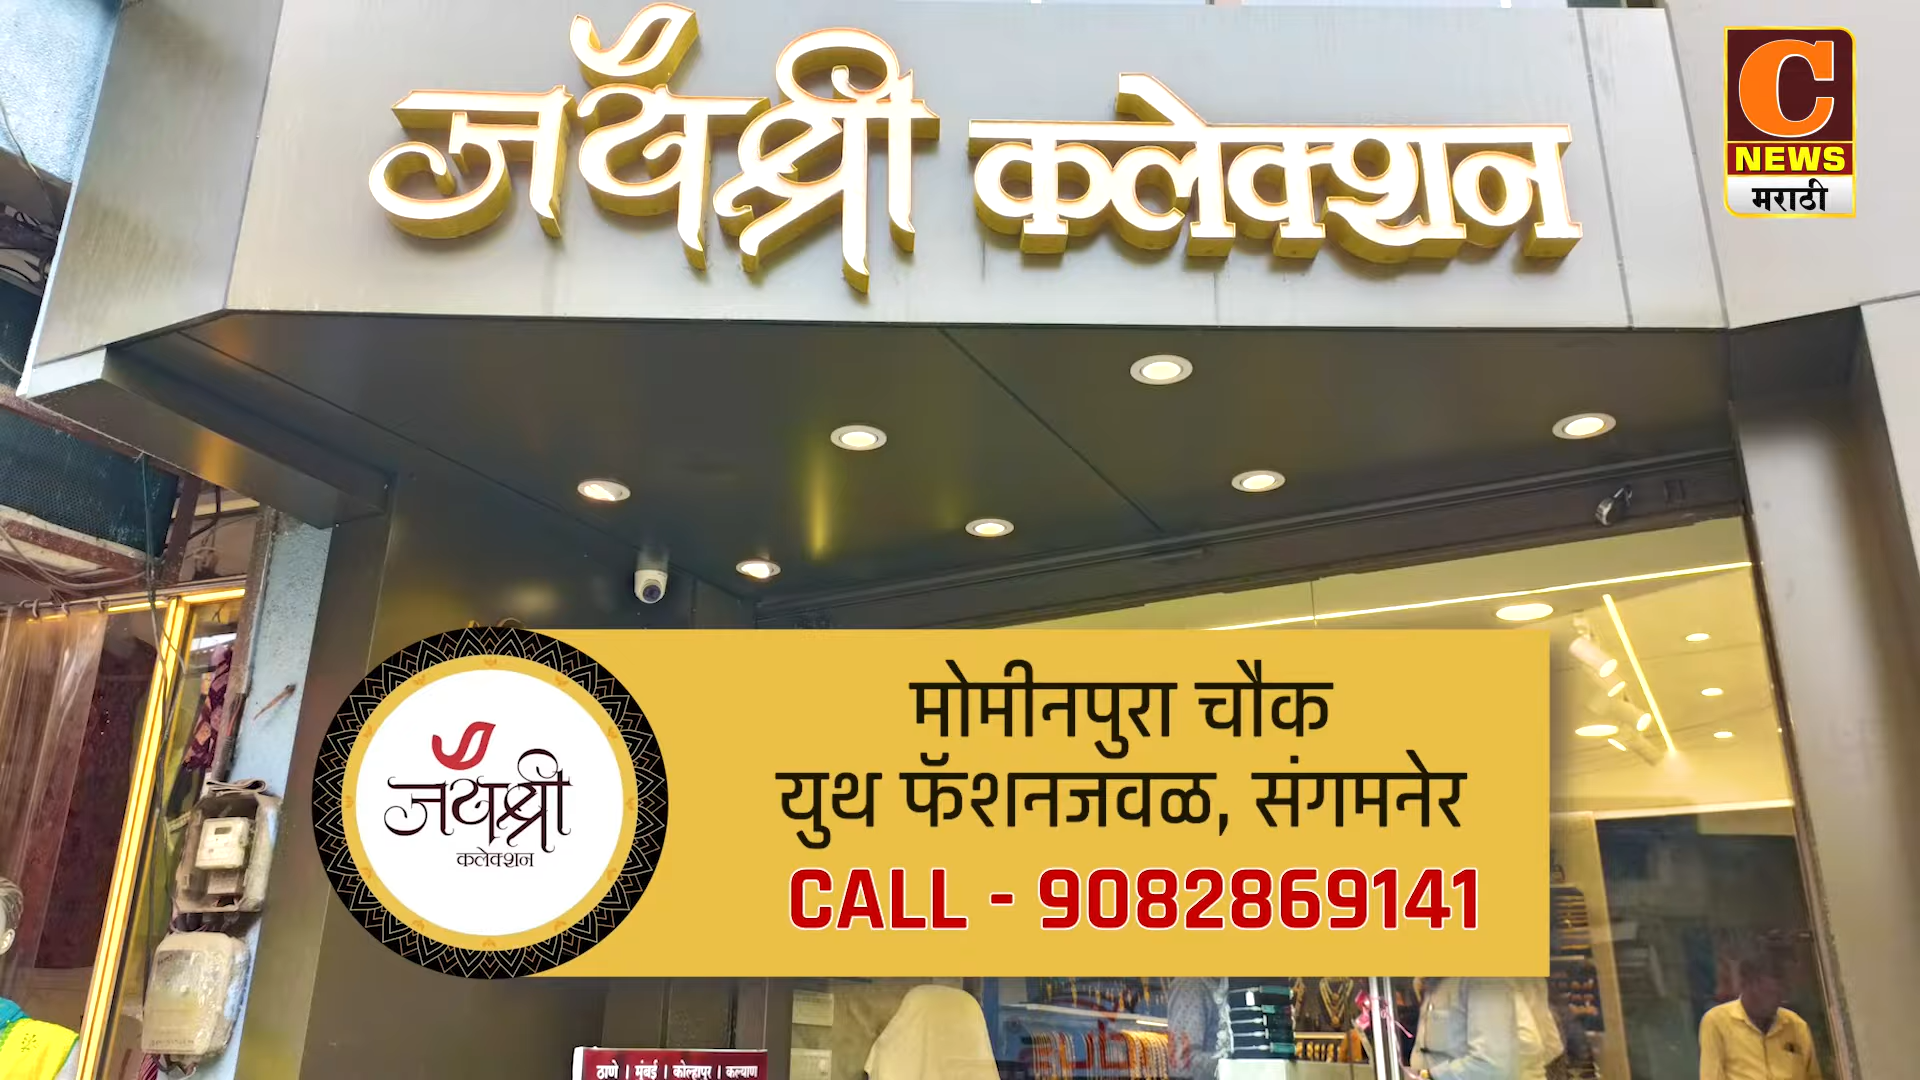 जयश्री कलेक्शन
C
NEWS
मराठी
मोमीनपुरा चौक
युथ फॅशनजवळ, संगमनेर
CALL - 9082869141
जयश्री
कलेक्शन
ठाणे | मुंबई | कोल्हापुर | कल्याण